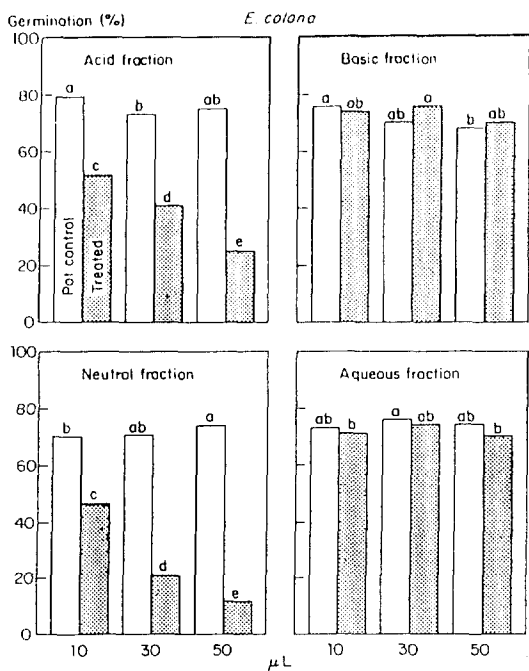 Germination (%) E. colona
100
Acid fraction
Basic fraction
a
b
ab
a
ab
ab
a
b
ab
80
60
40
20
0
c
d
e
Pot control
Treated
100
Neutral fraction
Aqueous fraction
b
ab
a
ab
b
a
ab
ab
b
80
60
40
20
0
c
d
e
10 30 50
10 30 50
μL